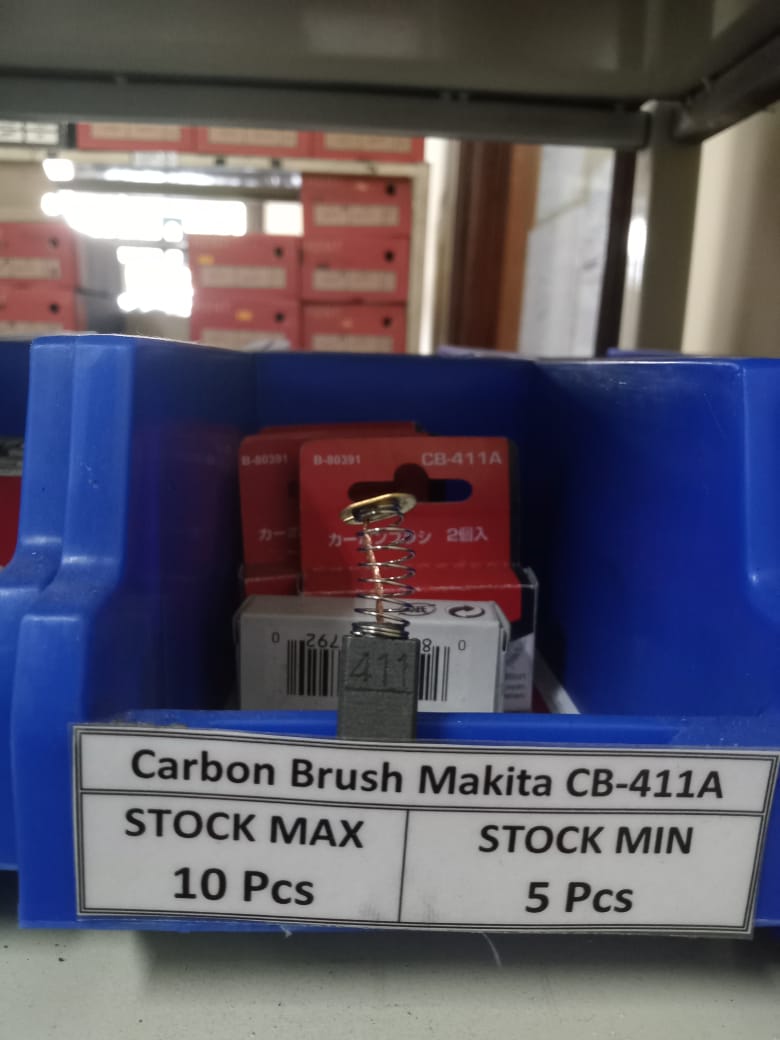 B-80391
B-80391 CB-411A
カーボンブラシ 2個入
411
Carbon Brush Makita CB-411A
STOCK MAX
10 Pcs
STOCK MIN
5 Pcs